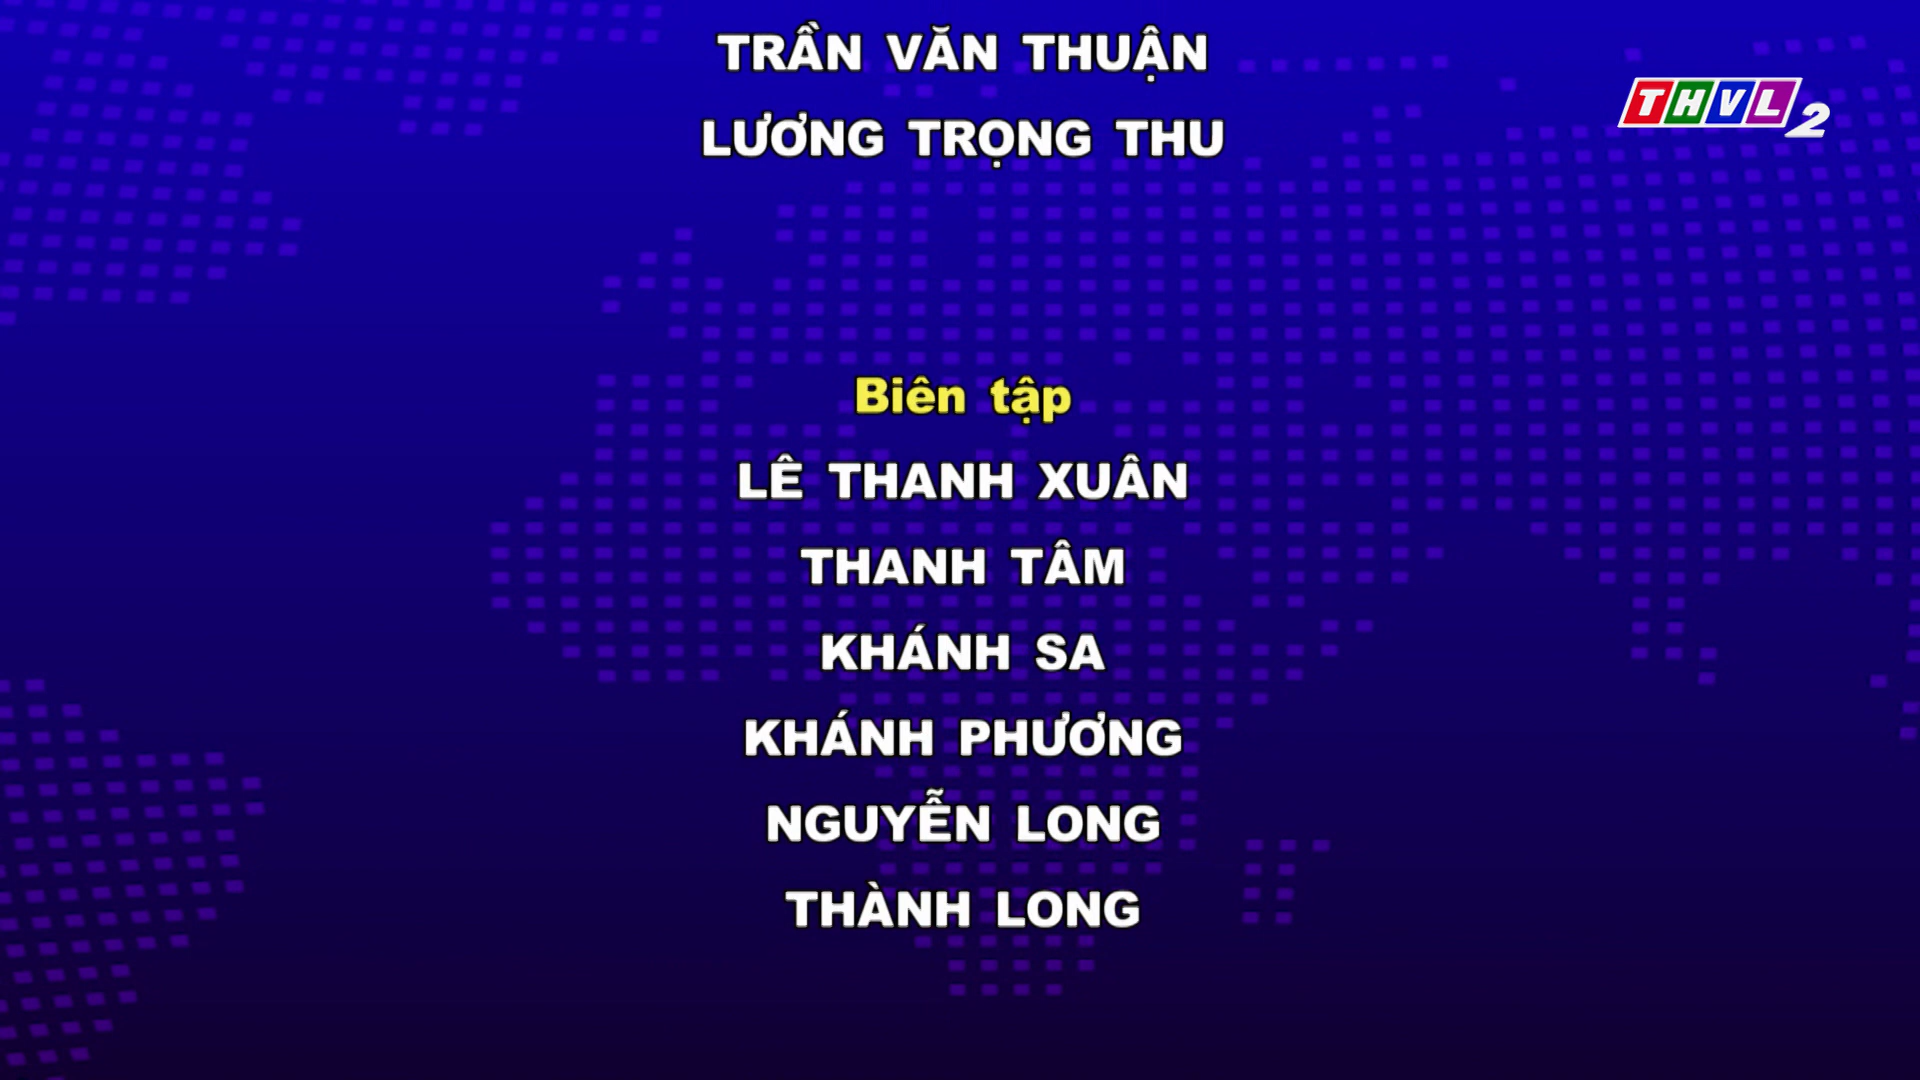 TRẦN VĂN THUẬN
THVL2
LƯƠNG TRỌNG THU
Biên tập
LÊ THANH XUÂN
THANH TÂM
KHÁNH SA
KHÁNH PHƯƠNG
NGUYỄN LONG
THÀNH LONG